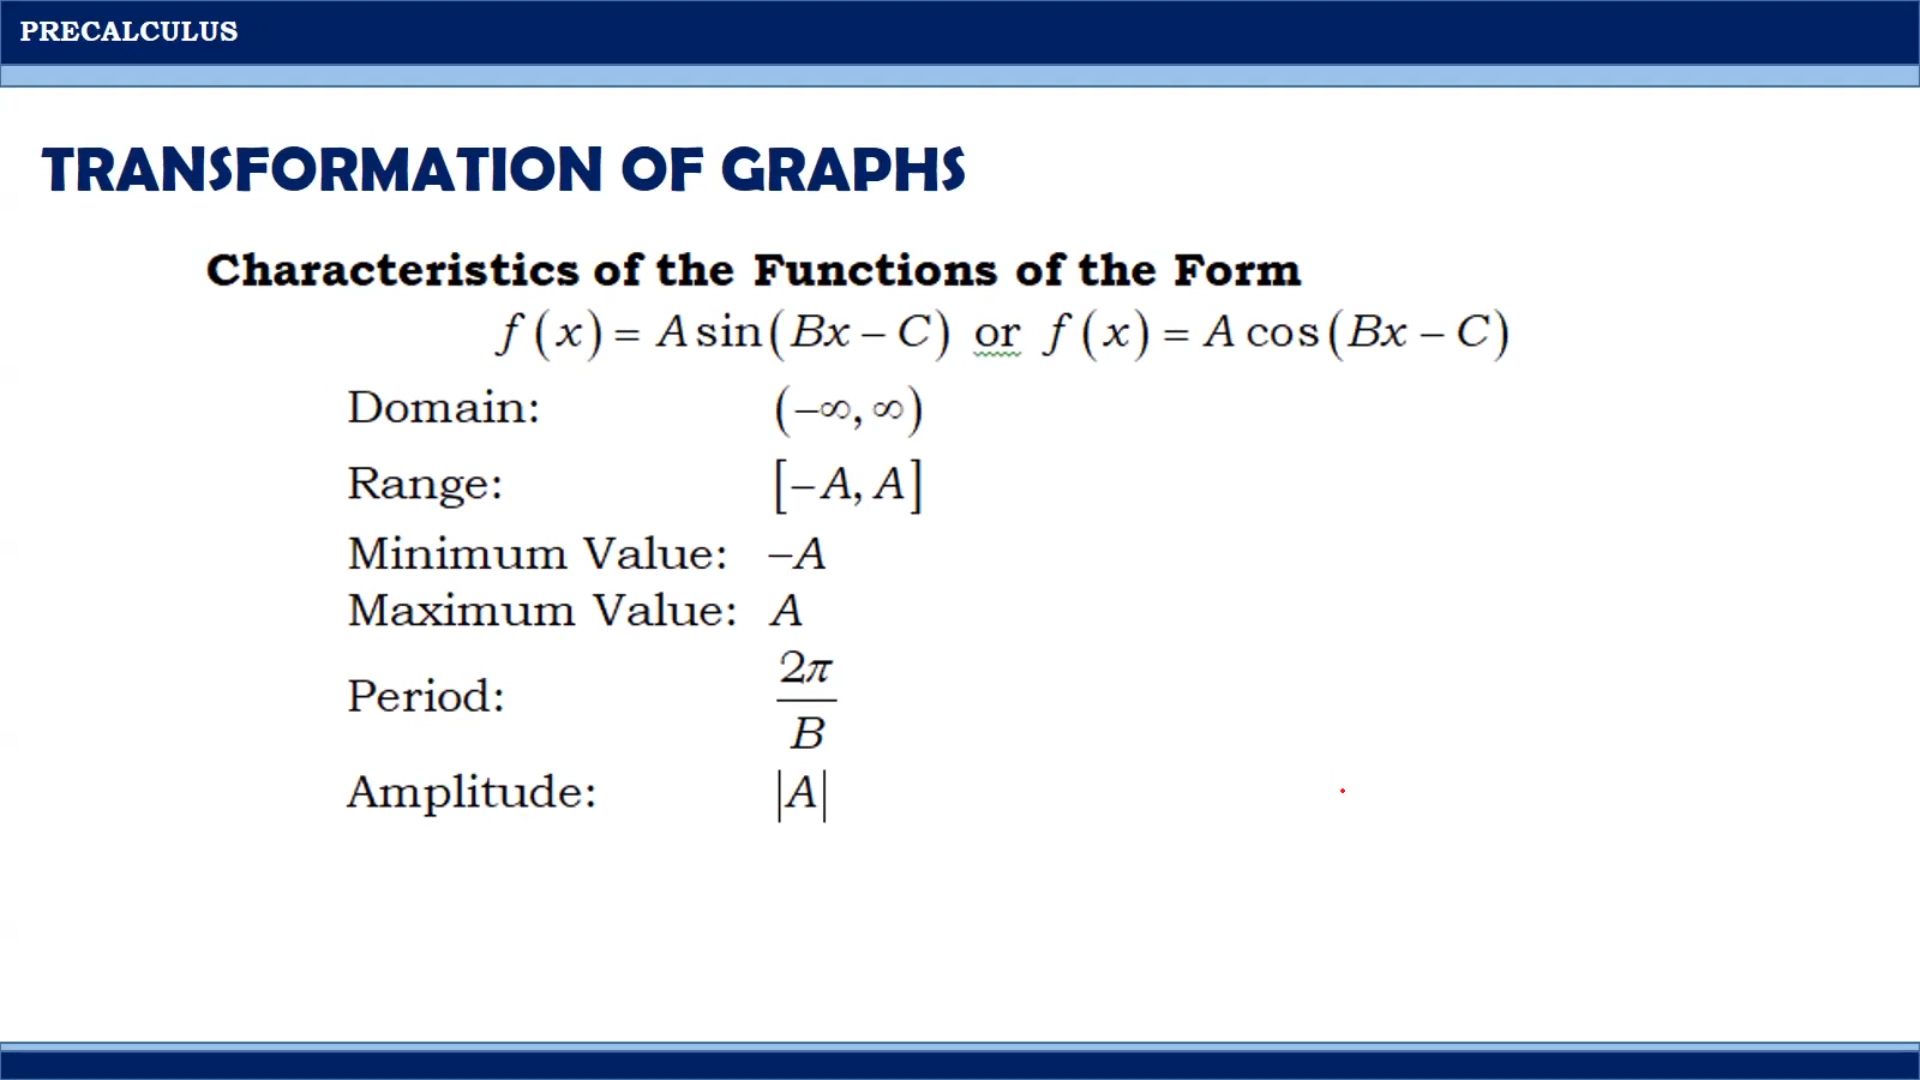 PRECALCULUS
TRANSFORMATION OF GRAPHS
Characteristics of the Functions of the Form
f(x) = A sin(Bx – C) or f(x) = A cos(Bx – C)
Domain: (–∞, ∞)
Range: [–A, A]
Minimum Value: –A
Maximum Value: A
Period: 2π/B
Amplitude: |A|